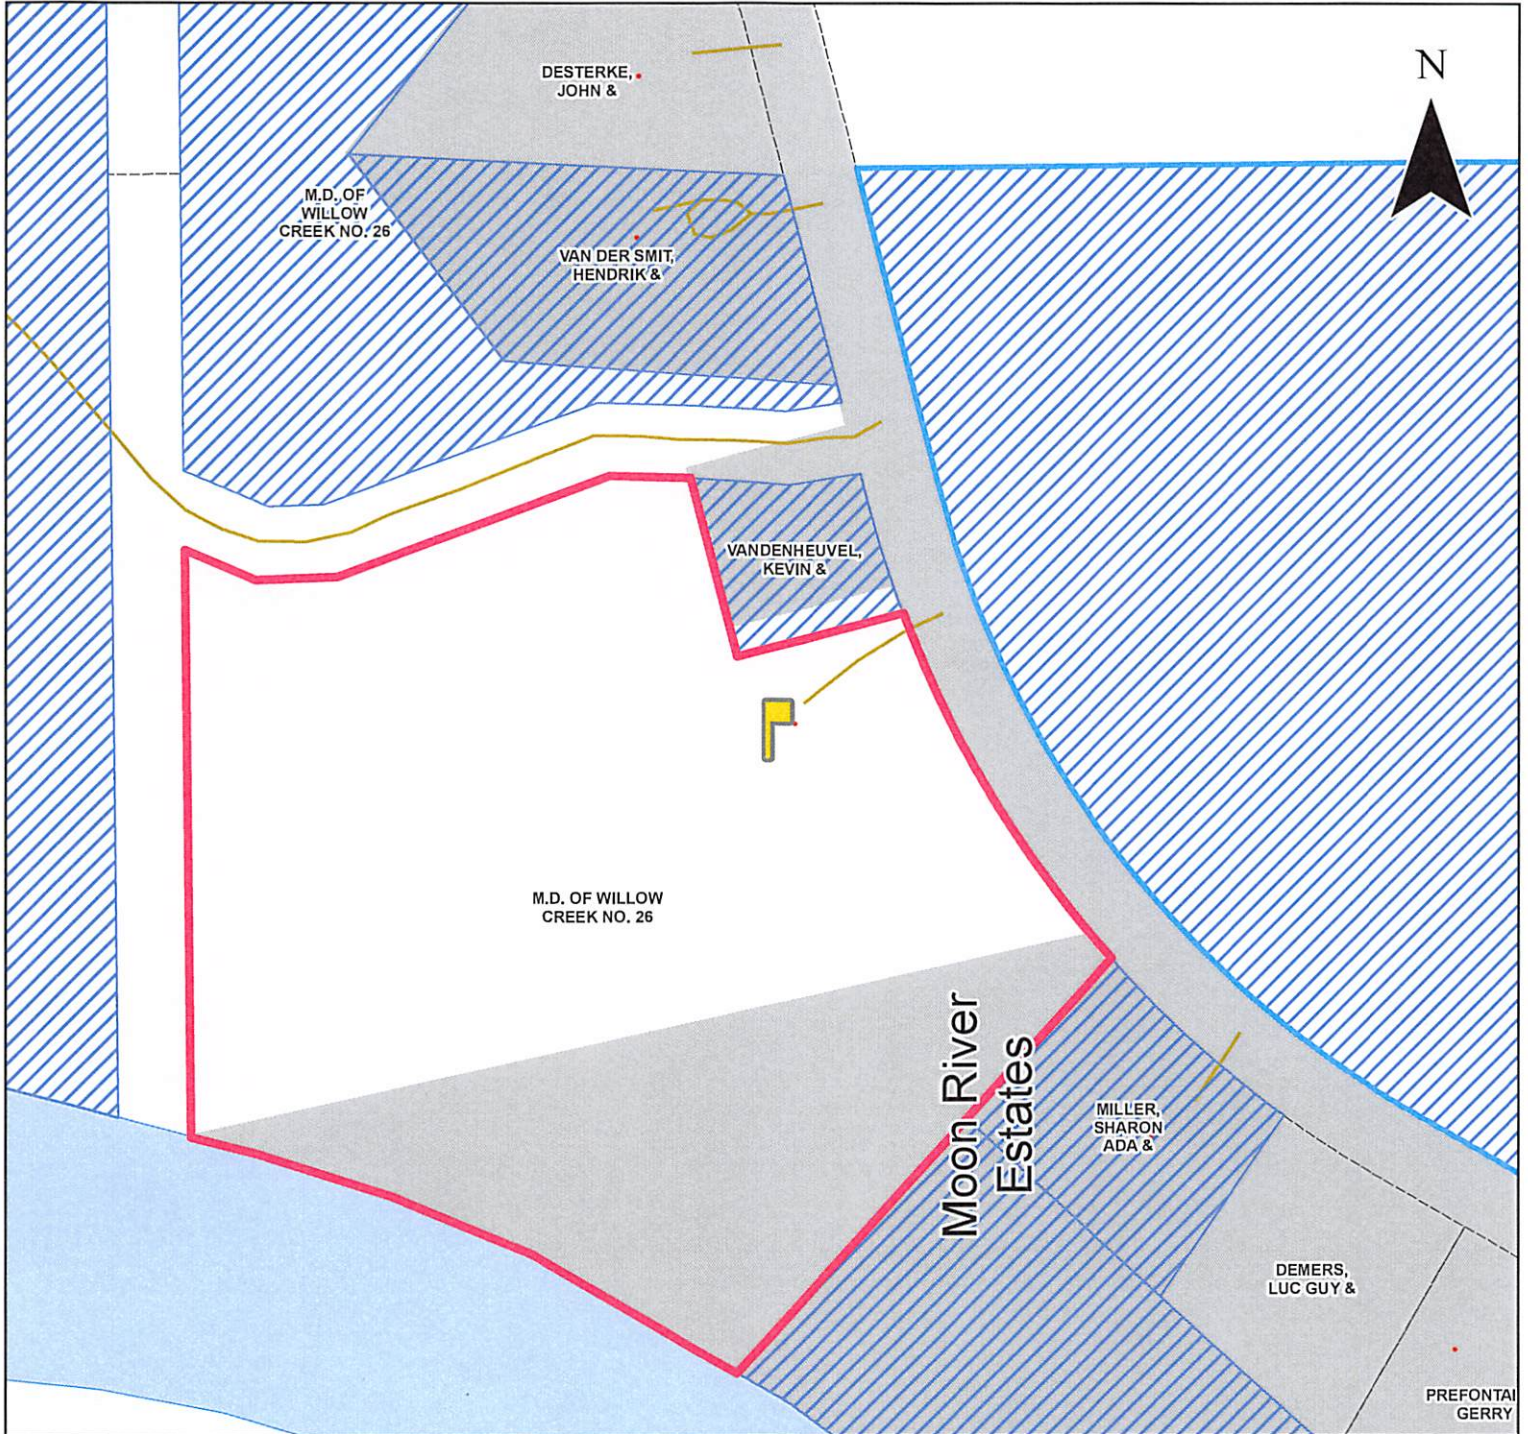 N
DESTERKE,
JOHN &
M.D. OF
WILLOW
CREEK NO. 26
VAN DER SMIT,
HENDRIK &
VANDENHEUVEL,
KEVIN &
M.D. OF WILLOW
CREEK NO. 26
Moon River
Estates
MILLER,
SHARON
ADA &
DEMERS,
LUC GUY &
PREFONTAI
GERRY